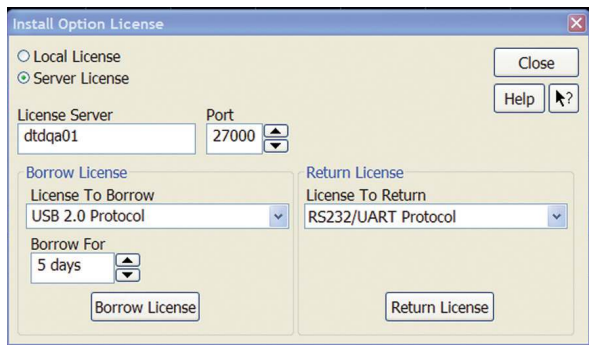 Install Option License
Local License
Server License
Close
Help
?
License Server
Port
dtdqa01
27000
Borrow License
License To Borrow
USB 2.0 Protocol
Borrow For
5 days
Borrow License
Return License
License To Return
RS232/UART Protocol
Return License